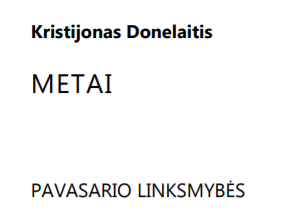 Kristijonas Donelaitis
METAI
PAVASARIO LINKSMYBĖS